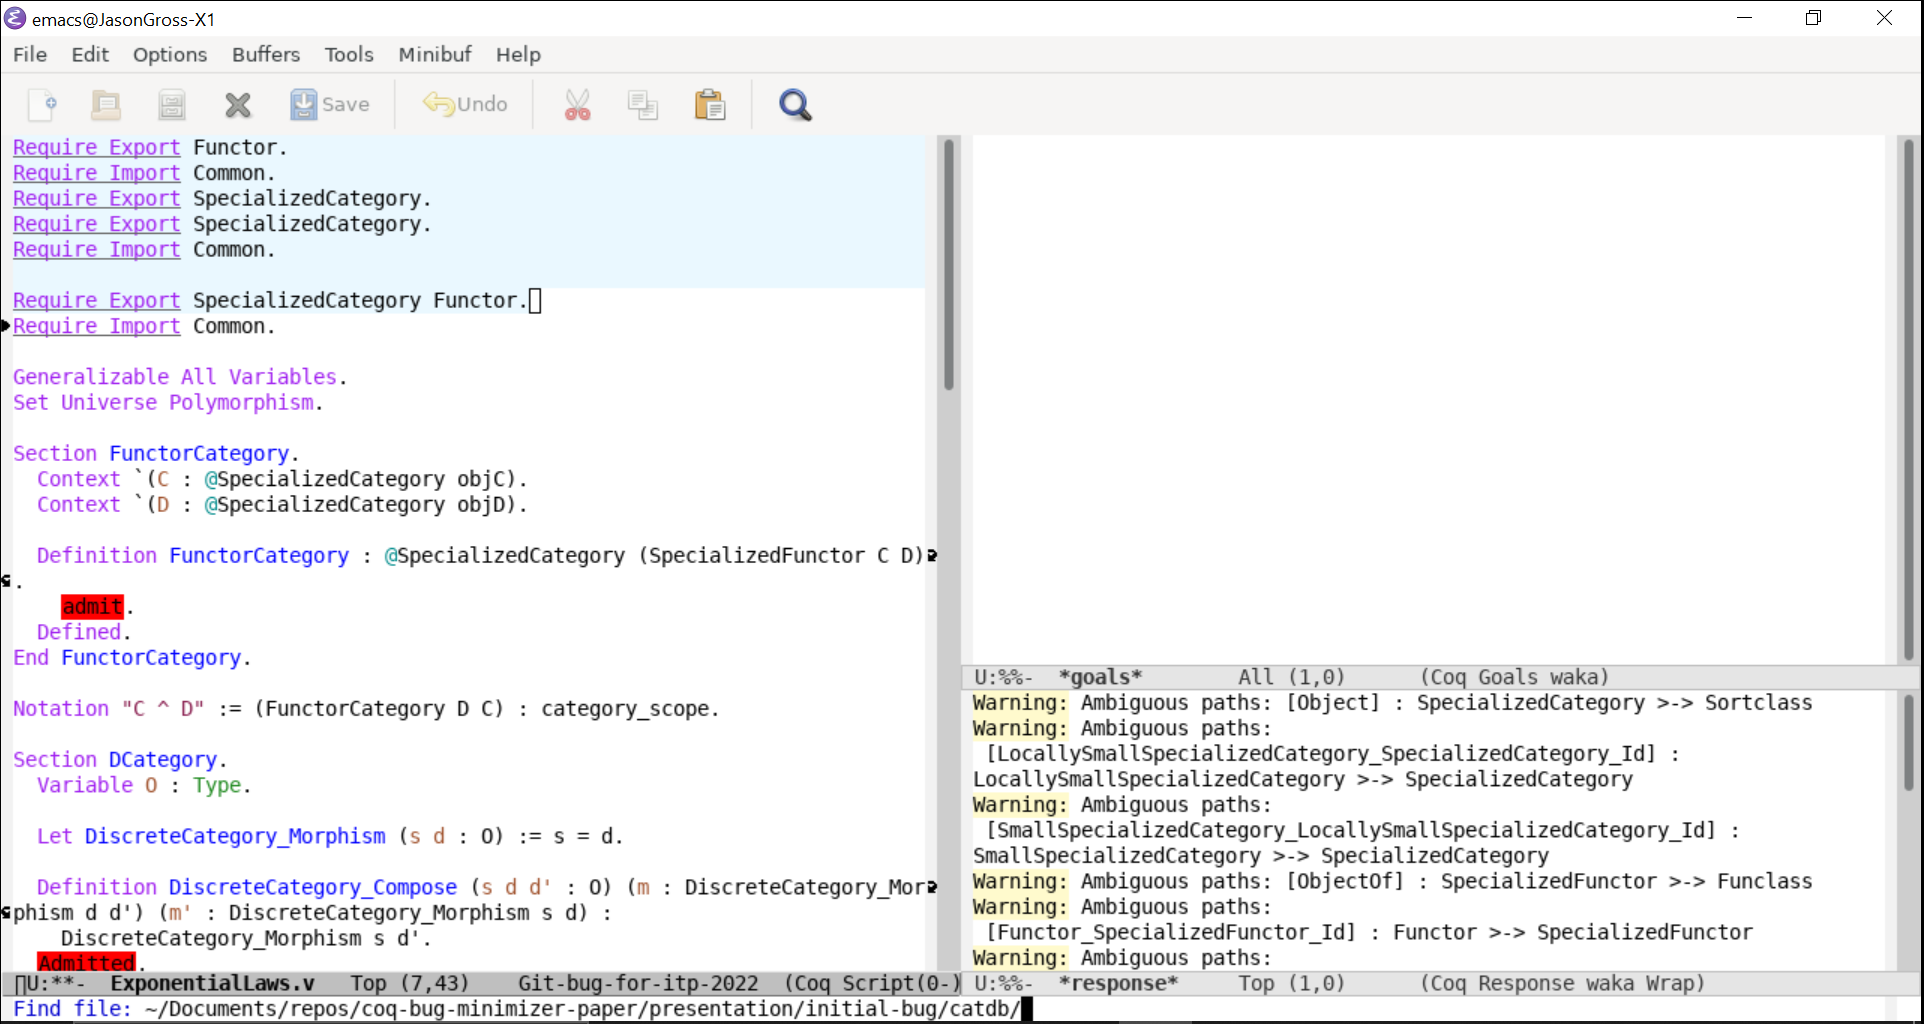 emacs@JasonGross-X1
File Edit Options Buffers Tools Minibuf Help
Save Undo
Require Export Functor.
Require Import Common.
Require Export SpecializedCategory.
Require Export SpecializedCategory.
Require Import Common.
Require Export SpecializedCategory Functor.
Require Import Common.
Generalizable All Variables.
Set Universe Polymorphism.
Section FunctorCategory.
  Context `(C : @SpecializedCategory objC).
  Context `(D : @SpecializedCategory objD).
  Definition FunctorCategory : @SpecializedCategory (SpecializedFunctor C D)
.
    admit.
  Defined.
End FunctorCategory.
Notation "C ^ D" := (FunctorCategory D C) : category_scope.
Section DCategory.
  Variable O : Type.
  Let DiscreteCategory_Morphism (s d : O) := s = d.
  Definition DiscreteCategory_Compose (s d d' : O) (m : DiscreteCategory_Mor
phism d d') (m' : DiscreteCategory_Morphism s d) :
    DiscreteCategory_Morphism s d'.
  Admitted.
U:**-  ExponentialLaws.v   Top (7,43)    Git-bug-for-itp-2022  (Coq Script(0-)
U:%%-  *goals*        All (1,0)      (Coq Goals waka)
Warning: Ambiguous paths: [Object] : SpecializedCategory >-> Sortclass
Warning: Ambiguous paths:
 [LocallySmallSpecializedCategory_SpecializedCategory_Id] :
LocallySmallSpecializedCategory >-> SpecializedCategory
Warning: Ambiguous paths:
 [SmallSpecializedCategory_LocallySmallSpecializedCategory_Id] :
SmallSpecializedCategory >-> SpecializedCategory
Warning: Ambiguous paths: [ObjectOf] : SpecializedFunctor >-> Funclass
Warning: Ambiguous paths:
 [Functor_SpecializedFunctor_Id] : Functor >-> SpecializedFunctor
Warning: Ambiguous paths:
U:%%-  *response*     Top (1,0)      (Coq Response waka Wrap)
Find file: ~/Documents/repos/coq-bug-minimizer-paper/presentation/initial-bug/catdb/